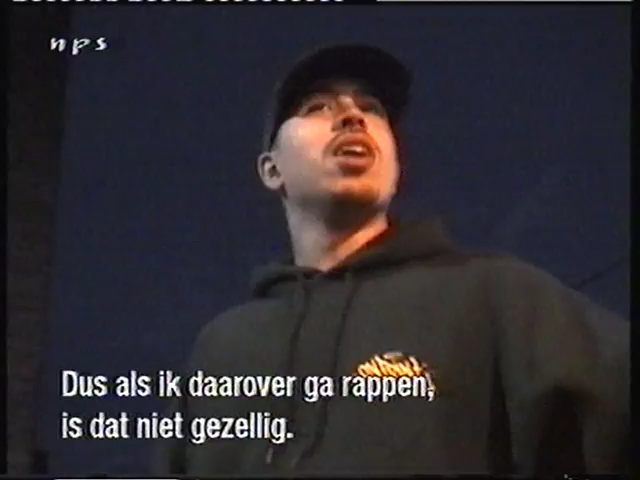 nps
Dus als ik daarover ga rappen,
is dat niet gezellig.